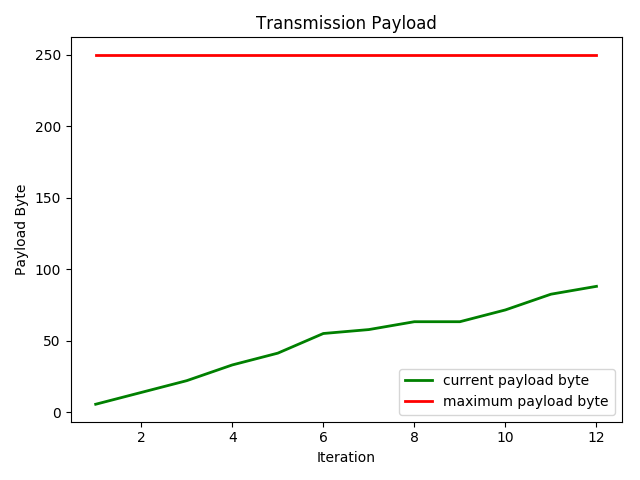 Transmission Payload
250
200
150
100
50
0
Payload Byte
2 4 6 8 10 12
Iteration
current payload byte
maximum payload byte